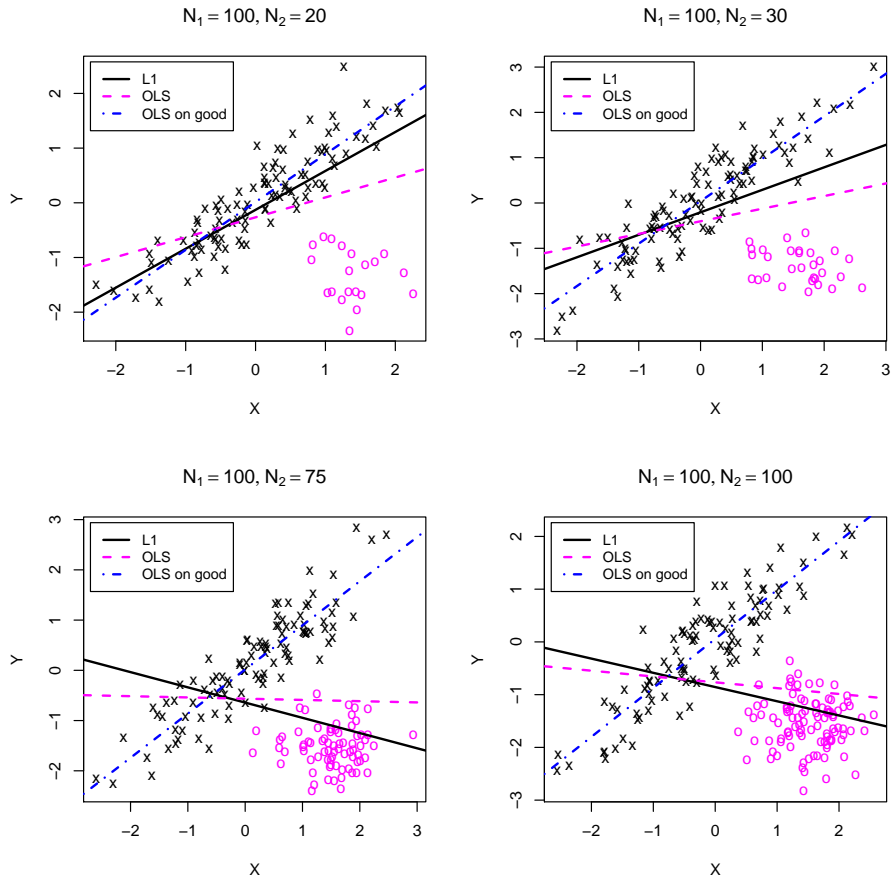 N₁ = 100, N₂ = 20
L1
OLS
OLS on good
Y
2
1
0
−1
−2
−2
−1
0
1
2
X
N₁ = 100, N₂ = 30
L1
OLS
OLS on good
Y
3
2
1
0
−1
−2
−3
−2
−1
0
1
2
3
X
N₁ = 100, N₂ = 75
L1
OLS
OLS on good
Y
3
2
1
0
−1
−2
−2
−1
0
1
2
3
X
N₁ = 100, N₂ = 100
L1
OLS
OLS on good
Y
2
1
0
−1
−2
−3
−2
−1
0
1
2
X